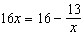 16x = 16 − 13/x